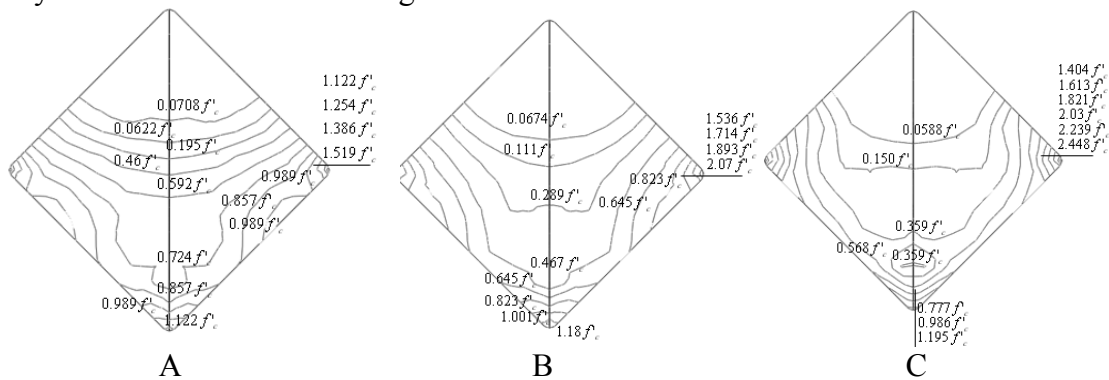 0.0708 f'c
0.0622 f'c
0.195 f'c
0.46 f'c
0.592 f'c
0.724 f'c
0.857 f'c
0.989 f'c
1.122 f'c
0.857 f'c
0.989 f'c
0.989 f'c
1.122 f'c
1.254 f'c
1.386 f'c
1.519 f'c
A
0.0674 f'c
0.111 f'c
0.289 f'c
0.467 f'c
0.645 f'c
0.823 f'c
1.001 f'c
1.18 f'c
0.645 f'c
0.823 f'c
1.536 f'c
1.714 f'c
1.893 f'c
2.07 f'c
B
0.0588 f'c
0.150 f'c
0.359 f'c
0.568 f'c
0.359 f'c
0.777 f'c
0.986 f'c
1.195 f'c
1.404 f'c
1.613 f'c
1.821 f'c
2.03 f'c
2.239 f'c
2.448 f'c
C